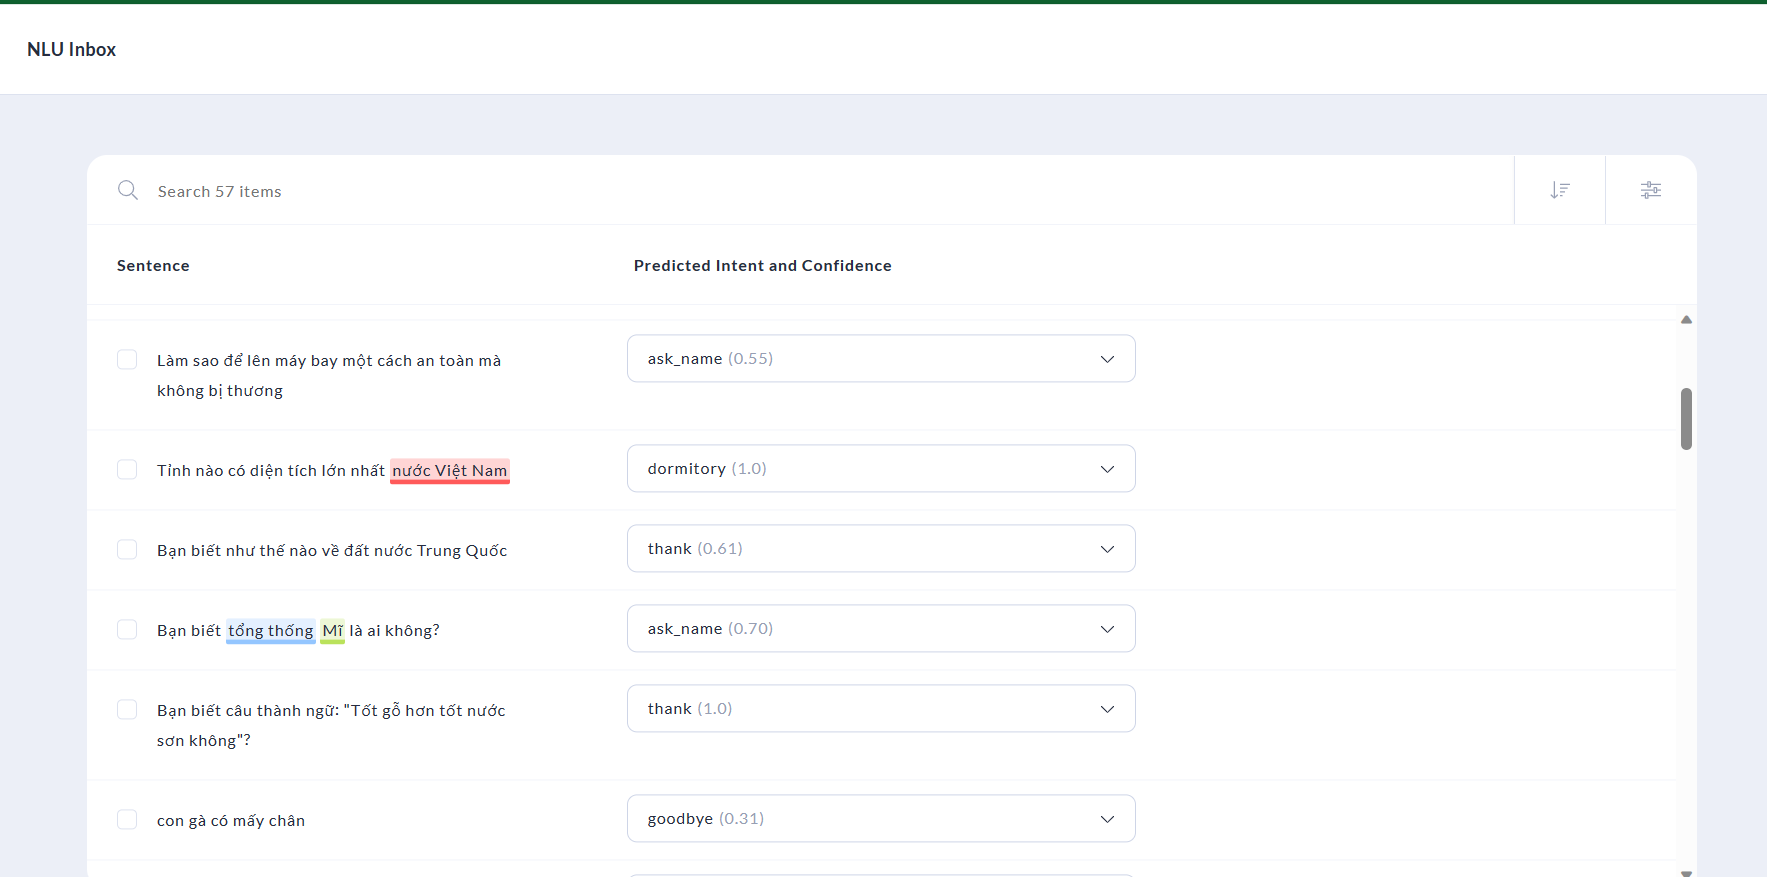 NLU Inbox
Search 57 items
Sentence
Predicted Intent and Confidence
Làm sao để lên máy bay một cách an toàn mà
không bị thương
ask_name (0.55)
Tỉnh nào có diện tích lớn nhất nước Việt Nam
dormitory (1.0)
Bạn biết như thế nào về đất nước Trung Quốc
thank (0.61)
Bạn biết tổng thống Mĩ là ai không?
ask_name (0.70)
Bạn biết câu thành ngữ: "Tốt gỗ hơn tốt nước
sơn không"?
thank (1.0)
con gà có mấy chân
goodbye (0.31)